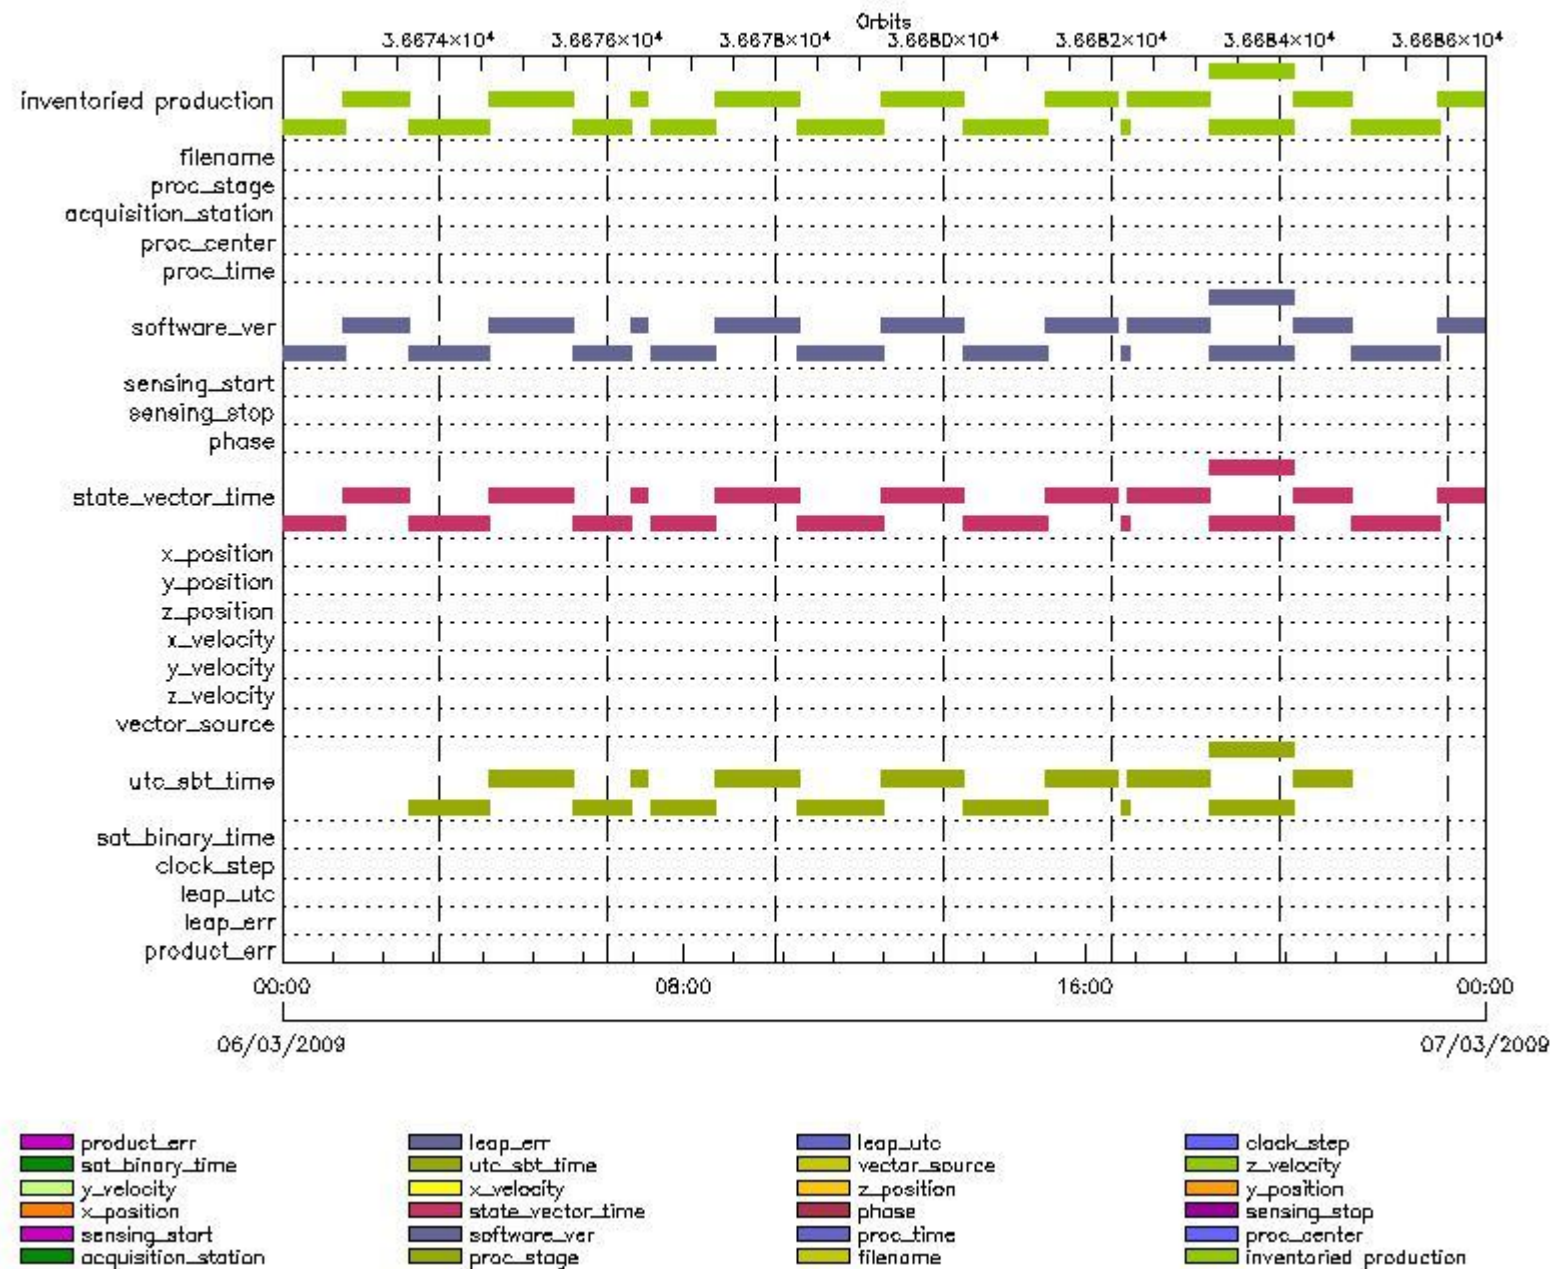 Orbits
3.6674×10⁴ 3.6676×10⁴ 3.6678×10⁴ 3.6680×10⁴ 3.6682×10⁴ 3.6684×10⁴ 3.6686×10⁴
inventoried production
filename
proc_stage
acquisition_station
proc_center
proc_time
software_ver
sensing_start
sensing_stop
phase
state_vector_time
x_position
y_position
z_position
x_velocity
y_velocity
z_velocity
vector_source
utc_sbt_time
sat_binary_time
clock_step
leap_utc
leap_err
product_err
00:00 08:00 16:00 00:00
06/03/2009 07/03/2009
product_err leap_err leap_utc clock_step
sat_binary_time utc_sbt_time vector_source z_velocity
y_velocity x_velocity z_position y_position
x_position state_vector_time phase sensing_stop
sensing_start software_ver proc_time proc_center
acquisition_station proc_stage filename inventoried production